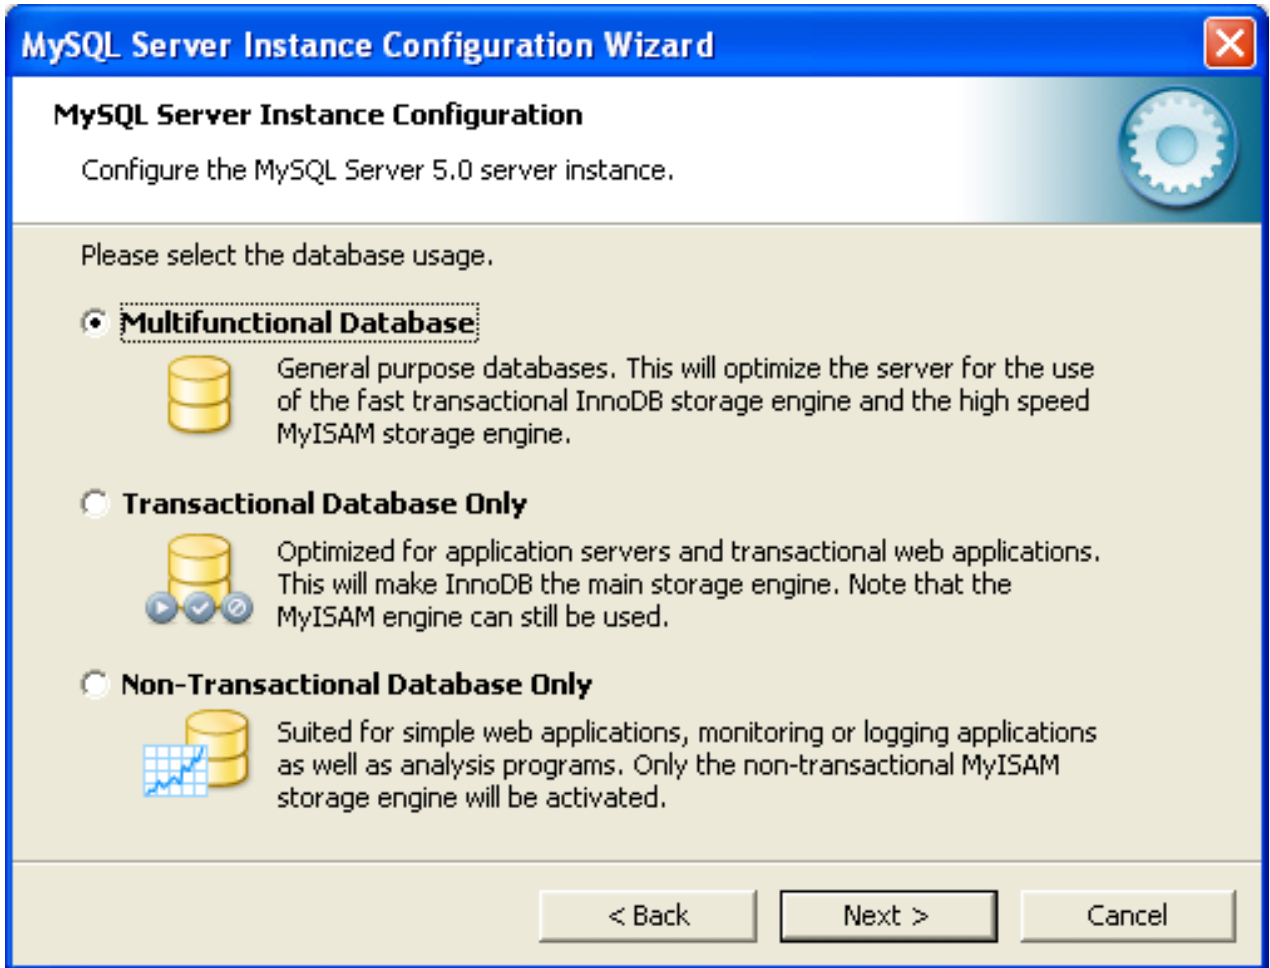 MySQL Server Instance Configuration Wizard
MySQL Server Instance Configuration
Configure the MySQL Server 5.0 server instance.
Please select the database usage.
Multifunctional Database
General purpose databases. This will optimize the server for the use
of the fast transactional InnoDB storage engine and the high speed
MyISAM storage engine.
Transactional Database Only
Optimized for application servers and transactional web applications.
This will make InnoDB the main storage engine. Note that the
MyISAM engine can still be used.
Non-Transactional Database Only
Suited for simple web applications, monitoring or logging applications
as well as analysis programs. Only the non-transactional MyISAM
storage engine will be activated.
< Back
Next >
Cancel